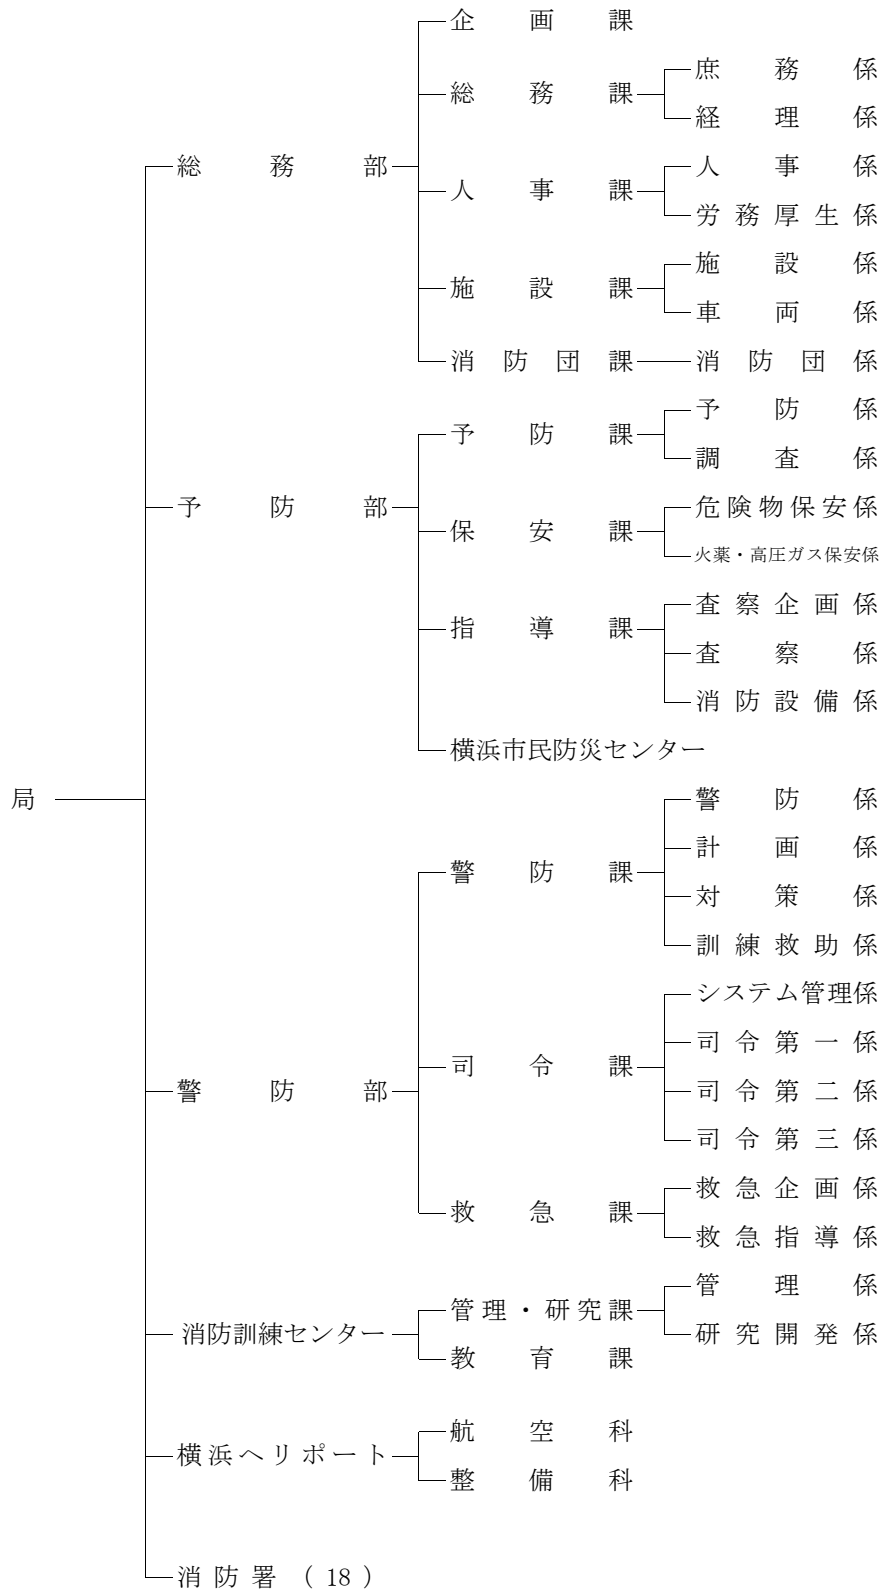 企画課
庶務係
総務課
経理係
総務部
人事係
人事課
労務厚生係
施設係
施設課
車両係
消防団課
消防団係
予防係
予防課
調査係
予防部
危険物保安係
保安課
火薬・高圧ガス保安係
査察企画係
指導課
査察係
消防設備係
横浜市民防災センター
局
警防係
計画係
警防課
対策係
訓練救助係
システム管理係
司令第一係
司令課
警防部
司令第二係
司令第三係
救急企画係
救急課
救急指導係
管理係
管理・研究課
消防訓練センター
研究開発係
教育課
航空科
横浜ヘリポート
整備科
消防署（18）